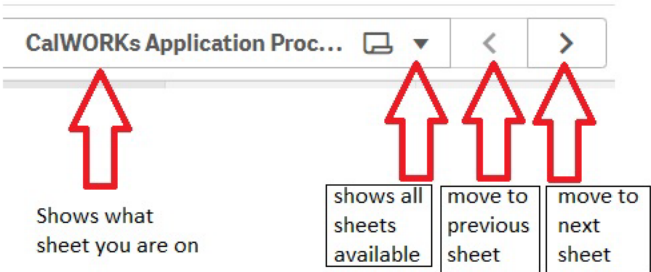 CalWORKs Application Proc...
Shows what
sheet you are on
shows all
sheets
available
move to
previous
sheet
move to
next
sheet